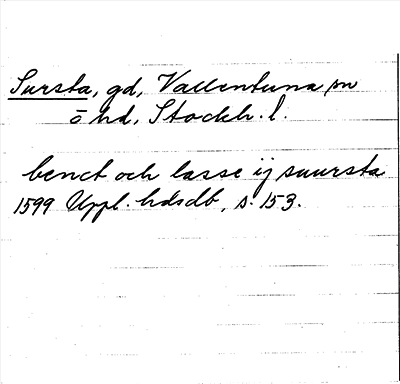 Sursta, gd, Vallentuna sn
o hd, Stockh. l.
benct och lasse ij suursta
1599 Uppl. hdsdb, s. 153.